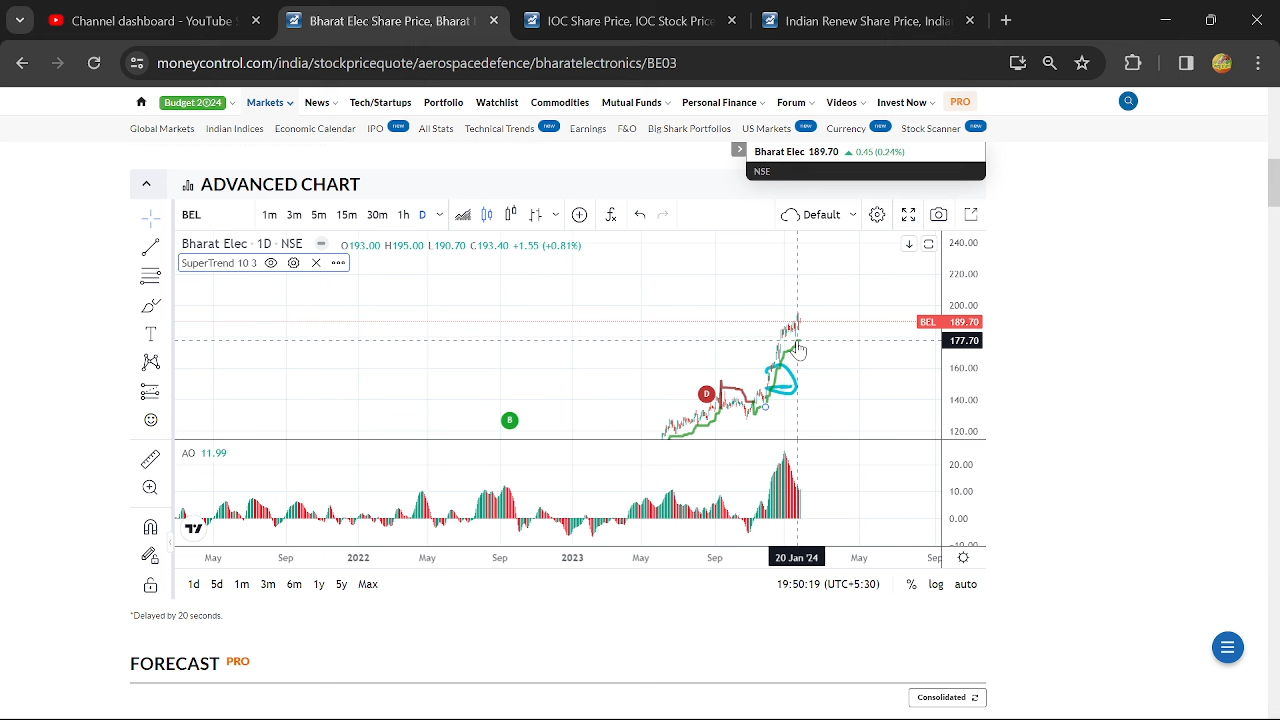 Channel dashboard - YouTube
Bharat Elec Share Price, Bharat
IOC Share Price, IOC Stock Price
Indian Renew Share Price, India
moneycontrol.com/india/stockpricequote/aerospacedefence/bharatelectronics/BE03
Budget 2024 Markets News Tech/Startups Portfolio Watchlist Commodities Mutual Funds Personal Finance Forum Videos Invest Now PRO
Global Markets Indian Indices Economic Calendar IPO new All Stats Technical Trends new Earnings F&O Big Shark Portfolios US Markets new Currency new Stock Scanner new
Bharat Elec 189.70 0.45 (0.24%)
NSE
ADVANCED CHART
BEL 1m 3m 5m 15m 30m 1h D Default
Bharat Elec · 1D · NSE O193.00 H195.00 L190.70 C193.40 +1.55 (+0.81%)
SuperTrend 10 3
240.00
220.00
200.00
BEL 189.70
177.70
160.00
140.00
120.00
D
B
AO 11.99
20.00
10.00
0.00
-10.00
May Sep 2022 May Sep 2023 May Sep 20 Jan '24 May Sep
1d 5d 1m 3m 6m 1y 5y Max 19:50:19 (UTC+5:30) % log auto
*Delayed by 20 seconds.
FORECAST PRO
Consolidated